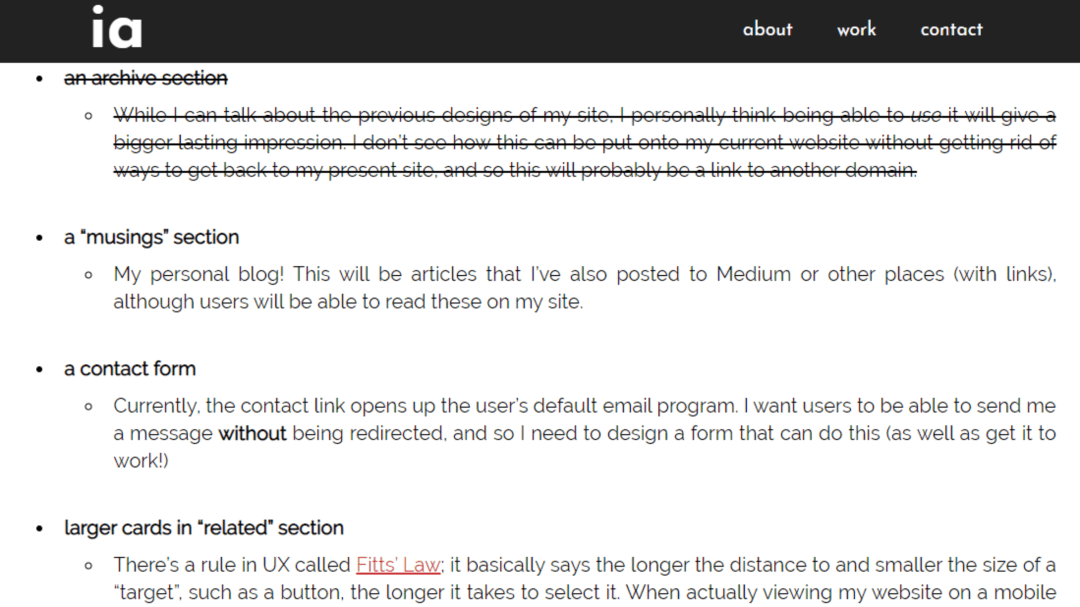 ia
about work contact
an archive section
While I can talk about the previous designs of my site, I personally think being able to use it will give a
bigger lasting impression. I don't see how this can be put onto my current website without getting rid of
ways to get back to my present site, and so this will probably be a link to another domain.
a “musings” section
My personal blog! This will be articles that I've also posted to Medium or other places (with links),
although users will be able to read these on my site.
a contact form
Currently, the contact link opens up the user's default email program. I want users to be able to send me
a message without being redirected, and so I need to design a form that can do this (as well as get it to
work!)
larger cards in “related” section
There's a rule in UX called Fitts' Law; it basically says the longer the distance to and smaller the size of a
“target”, such as a button, the longer it takes to select it. When actually viewing my website on a mobile